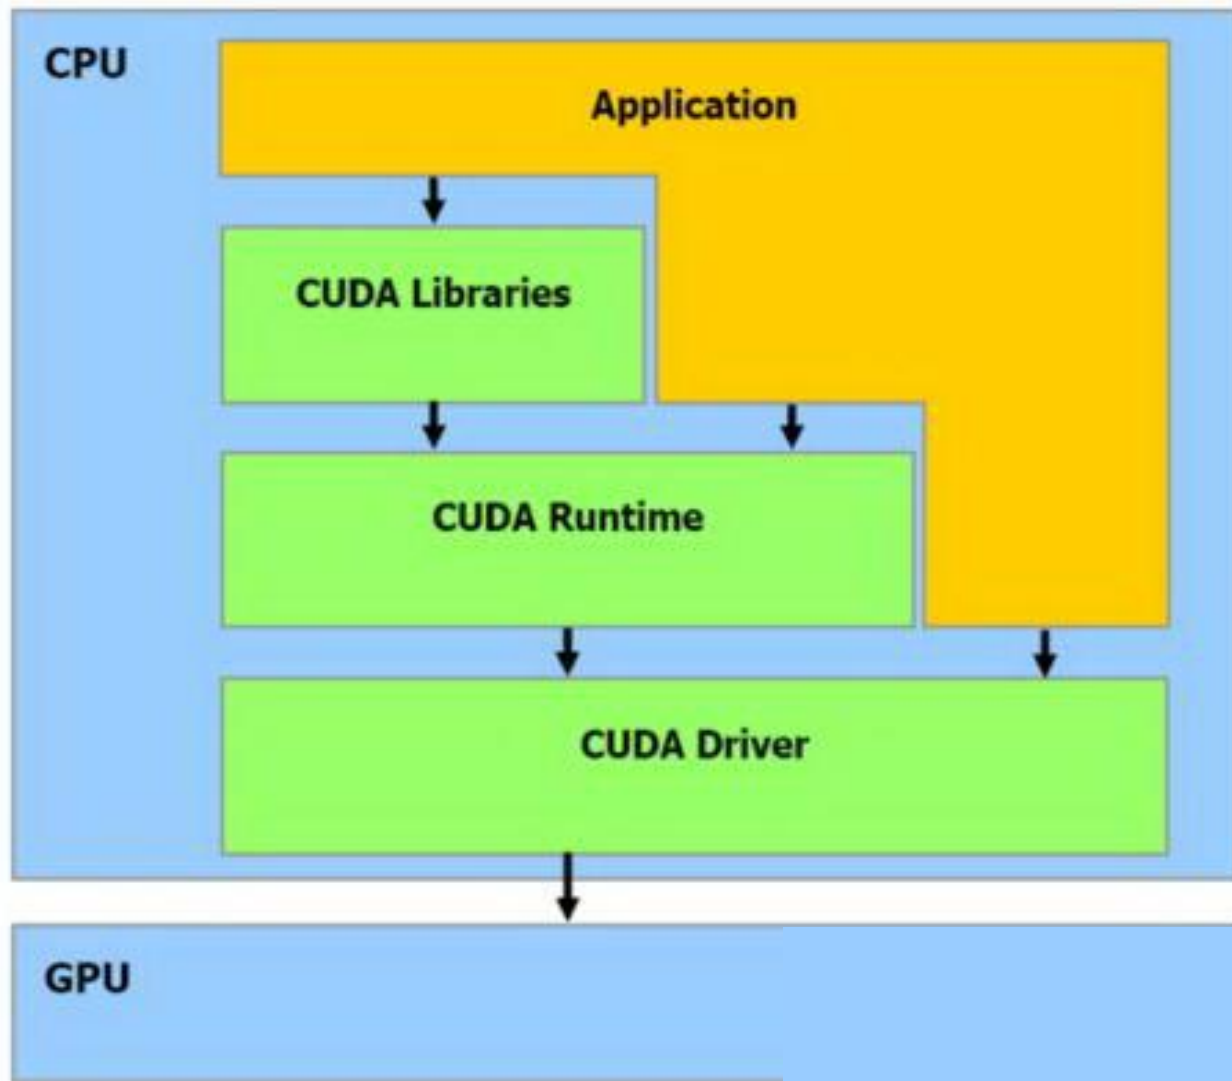 CPU
Application
CUDA Libraries
CUDA Runtime
CUDA Driver
GPU